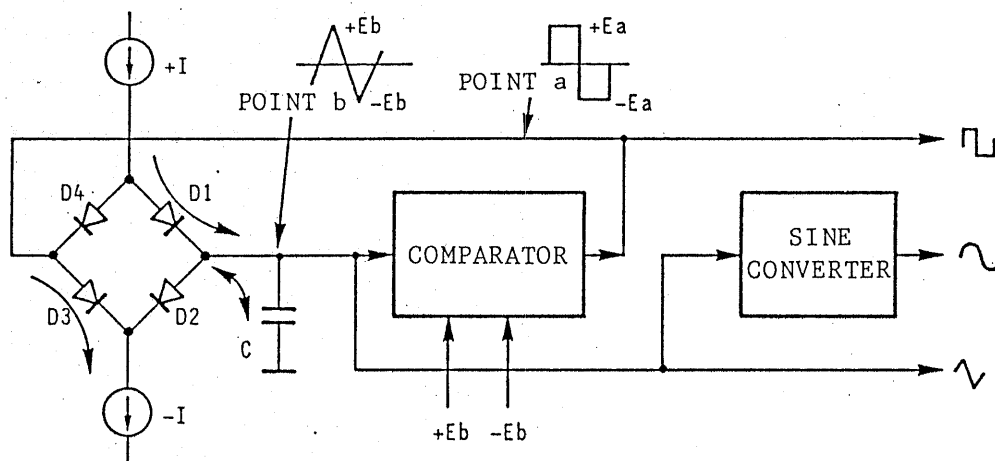 +Eb
+Ea
+I
POINT b
-Eb
POINT a
-Ea
D4
D1
COMPARATOR
SINE
CONVERTER
D3
D2
C
-I
+Eb
-Eb